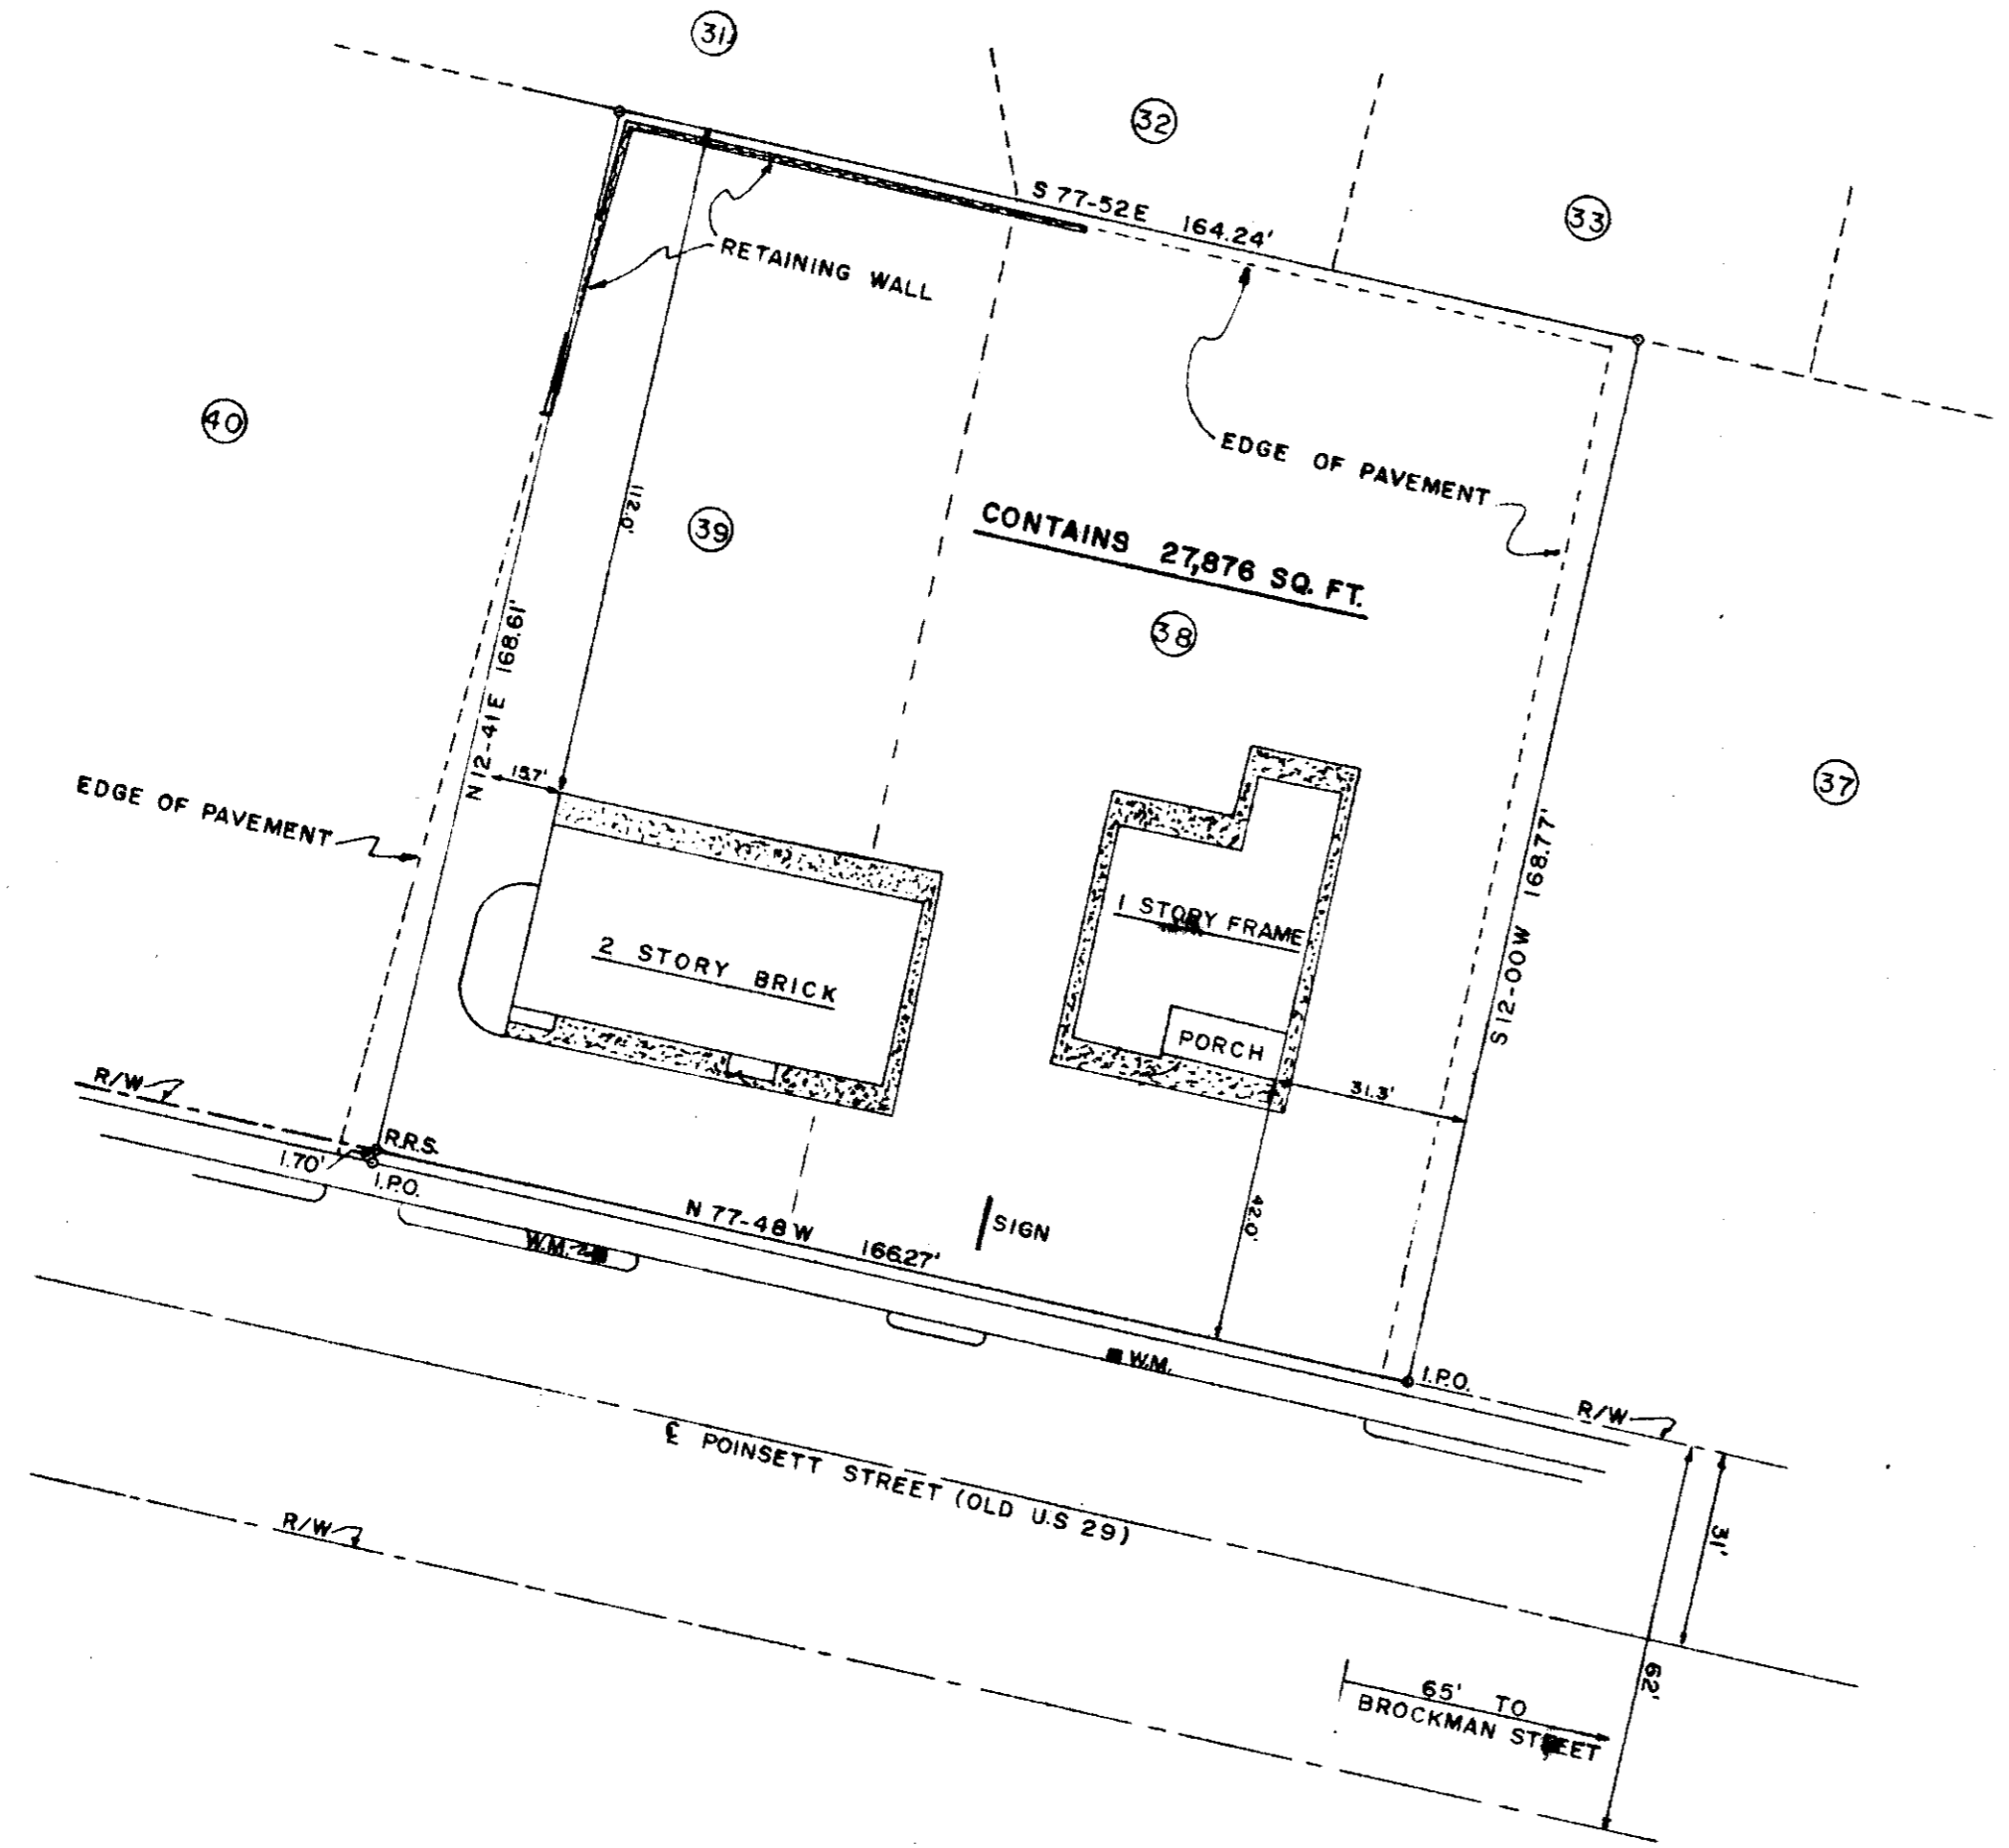 31
32
33
S 77-52 E 164.24'
RETAINING WALL
40
EDGE OF PAVEMENT
112.0'
39
CONTAINS 27,876 SQ. FT.
38
N 12-41 E 168.61'
37
15.7'
EDGE OF PAVEMENT
S 12-00 W 168.77'
1 STORY FRAME
2 STORY BRICK
PORCH
31.3'
R/W
R.R.S.
1.70'
I.P.O.
42.0'
N 77-48 W 166.27'
SIGN
W.M.
W.M.
I.P.O.
R/W
℄ POINSETT STREET (OLD U.S 29)
R/W
31'
62'
65' TO
BROCKMAN STREET